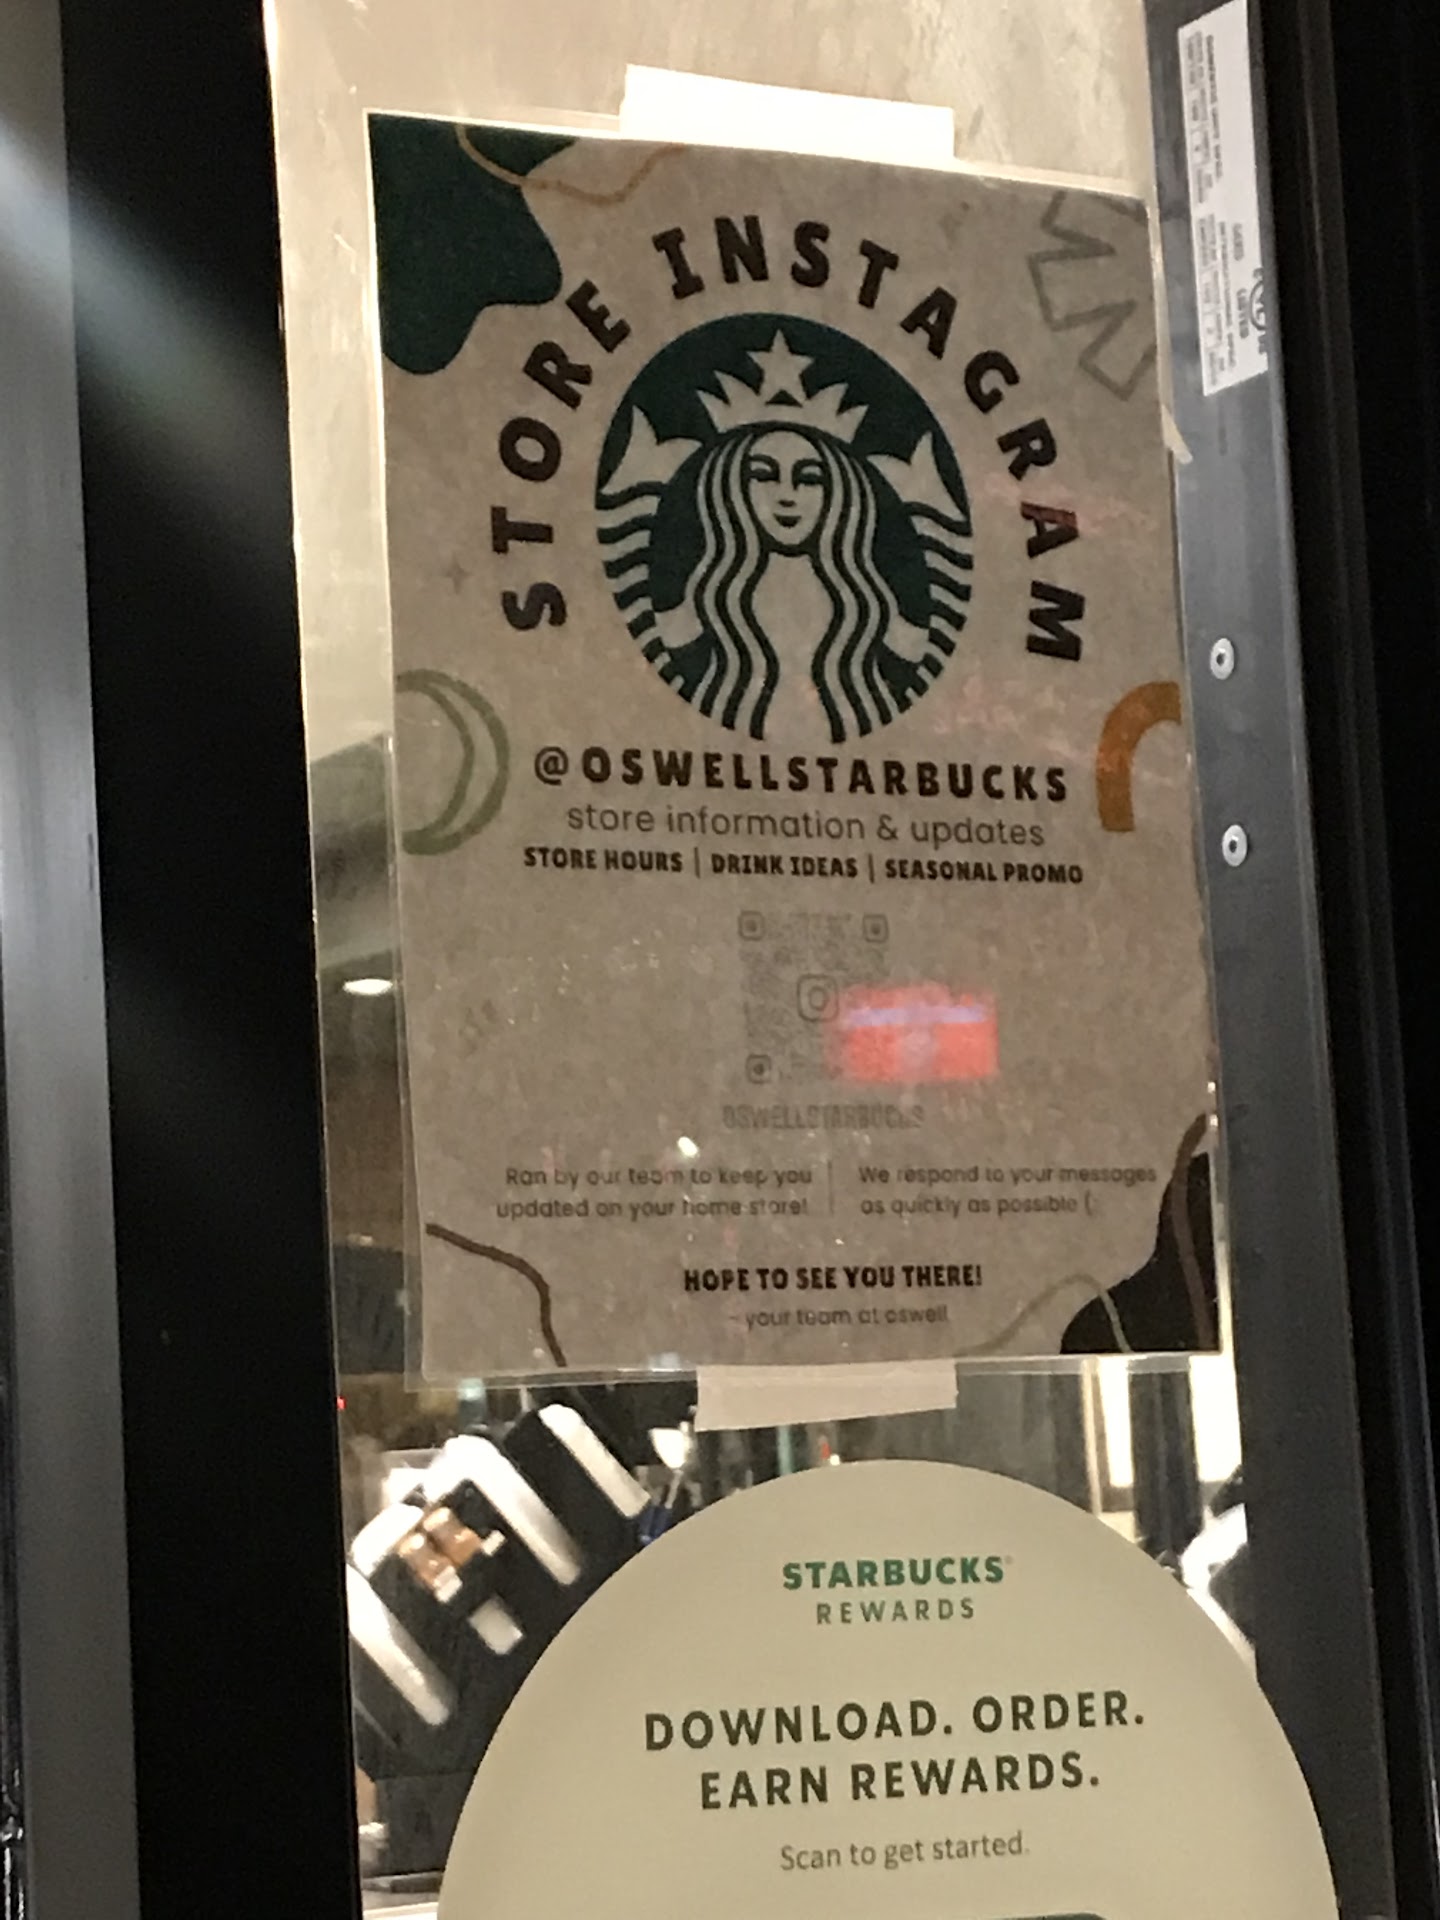 STORE INSTAGRAM
@OSWELLSTARBUCKS
store information & updates
STORE HOURS | DRINK IDEAS | SEASONAL PROMO
OSWELLSTARBUCKS
Ran by our team to keep you
updated on your home store!
We respond to your messages
as quickly as possible (:
HOPE TO SEE YOU THERE!
- your team at oswell
STARBUCKS®
REWARDS
DOWNLOAD. ORDER.
EARN REWARDS.
Scan to get started.